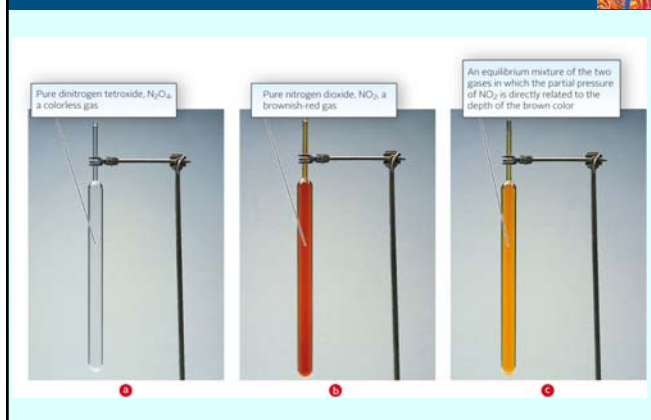 Pure dinitrogen tetroxide, N₂O₄,
a colorless gas
Pure nitrogen dioxide, NO₂, a
brownish-red gas
An equilibrium mixture of the two
gases in which the partial pressure
of NO₂ is directly related to the
depth of the brown color
a
b
c